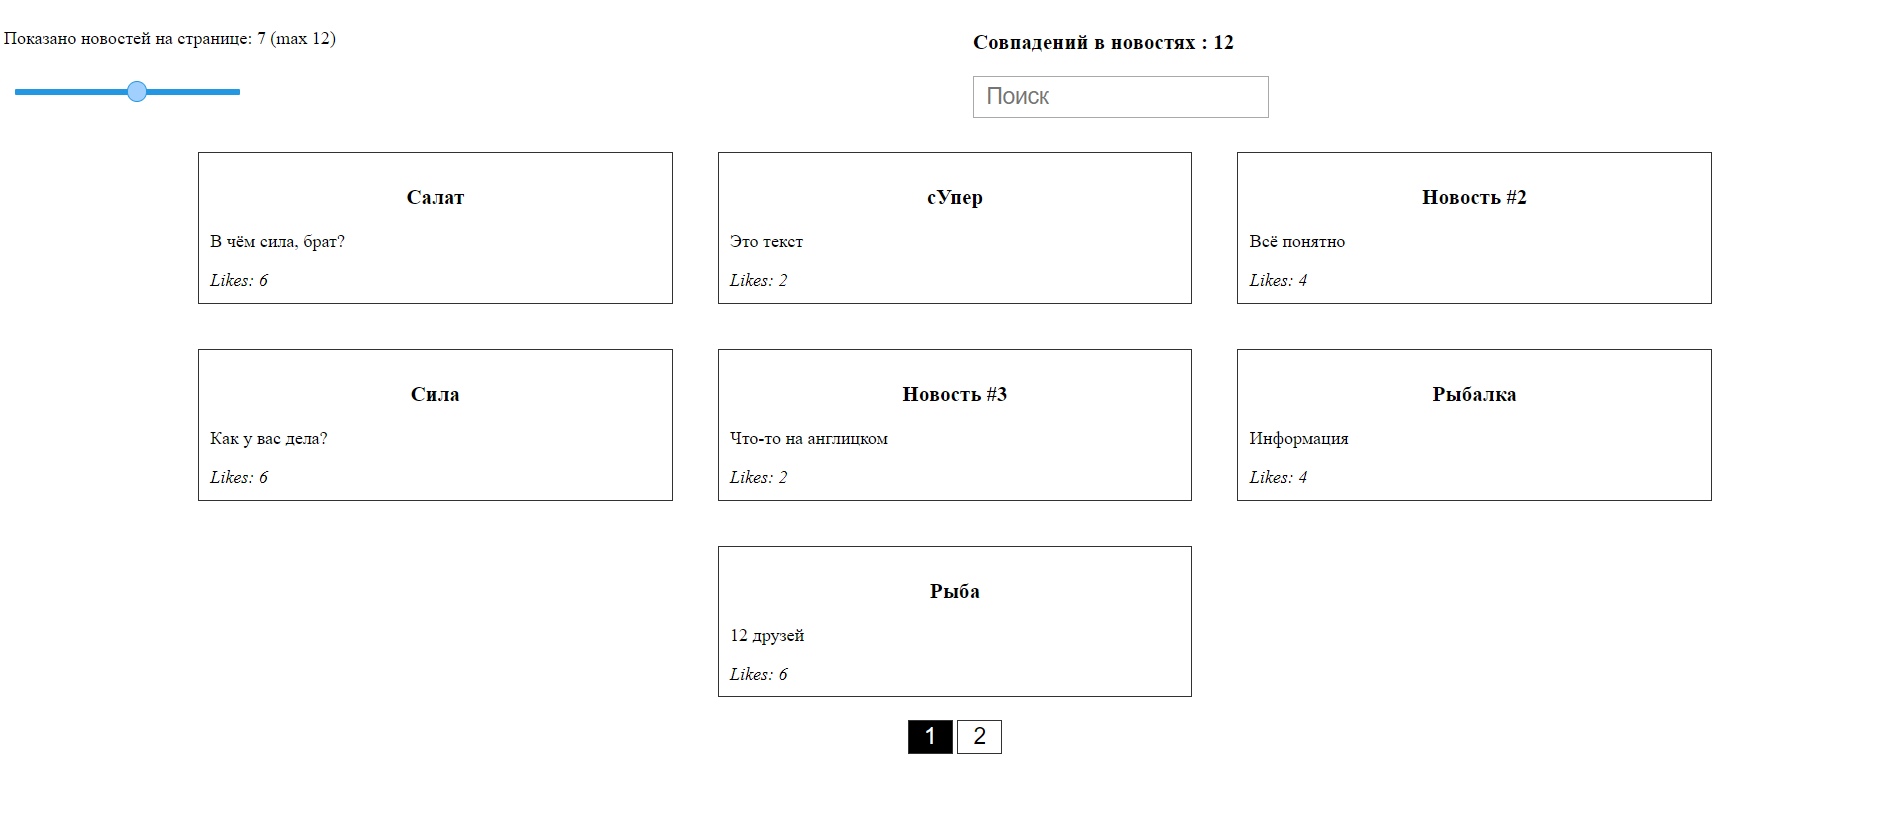 Показано новостей на странице: 7 (max 12)
Совпадений в новостях : 12
Поиск
Салат
В чём сила, брат?
Likes: 6
сУпер
Это текст
Likes: 2
Новость #2
Всё понятно
Likes: 4
Сила
Как у вас дела?
Likes: 6
Новость #3
Что-то на англицком
Likes: 2
Рыбалка
Информация
Likes: 4
Рыба
12 друзей
Likes: 6
1 2